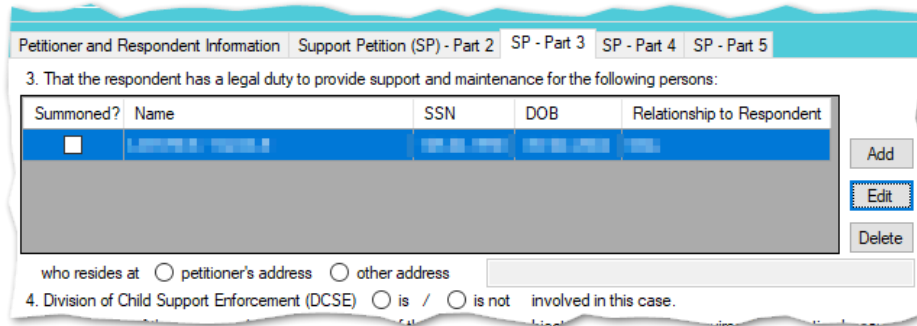 Petitioner and Respondent Information Support Petition (SP) - Part 2 SP - Part 3 SP - Part 4 SP - Part 5
3. That the respondent has a legal duty to provide support and maintenance for the following persons:
Summoned? Name SSN DOB Relationship to Respondent
Add
Edit
Delete
who resides at petitioner's address other address
4. Division of Child Support Enforcement (DCSE) is / is not involved in this case.